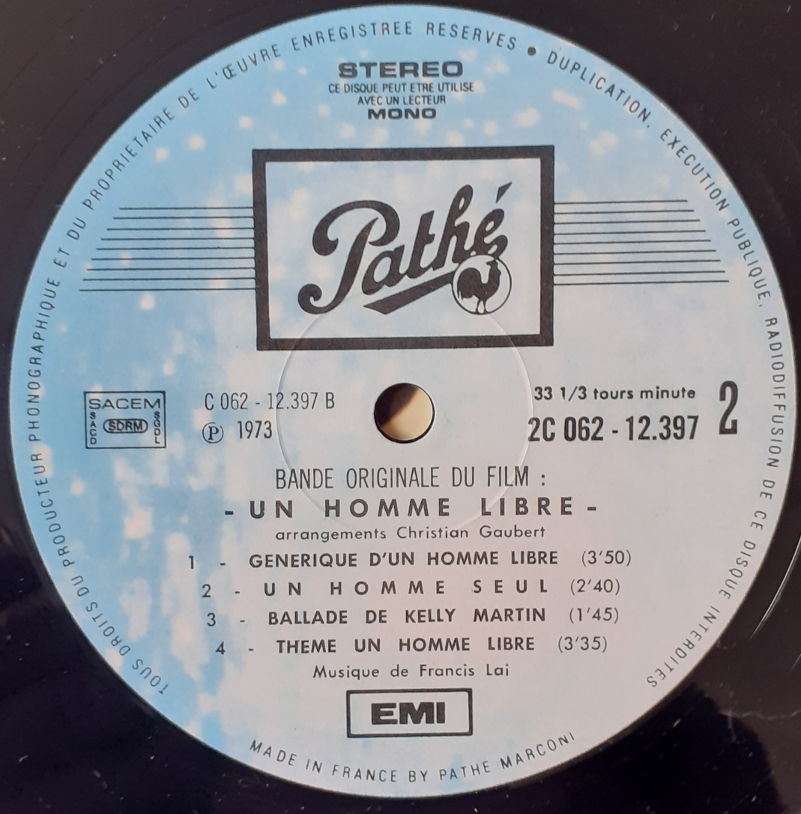 TOUS DROITS DU PRODUCTEUR PHONOGRAPHIQUE ET DU PROPRIETAIRE DE L'ŒUVRE ENREGISTREE RESERVES • DUPLICATION, EXECUTION PUBLIQUE, RADIODIFFUSION DE CE DISQUE INTERDITES
STEREO
CE DISQUE PEUT ETRE UTILISE
AVEC UN LECTEUR
MONO
Pathé
SACEM
SACD
SDRM
SGDL
C 062 - 12.397 B
Ⓟ 1973
33 1/3 tours minute
2C 062 - 12.397
2
BANDE ORIGINALE DU FILM :
- UN HOMME LIBRE -
arrangements Christian Gaubert
1 - GENERIQUE D'UN HOMME LIBRE (3'50)
2 - UN HOMME SEUL (2'40)
3 - BALLADE DE KELLY MARTIN (1'45)
4 - THEME UN HOMME LIBRE (3'35)
Musique de Francis Lai
EMI
MADE IN FRANCE BY PATHE MARCONI